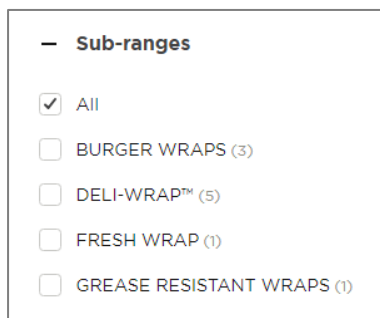 Sub-ranges
All
BURGER WRAPS (3)
DELI-WRAP™ (5)
FRESH WRAP (1)
GREASE RESISTANT WRAPS (1)